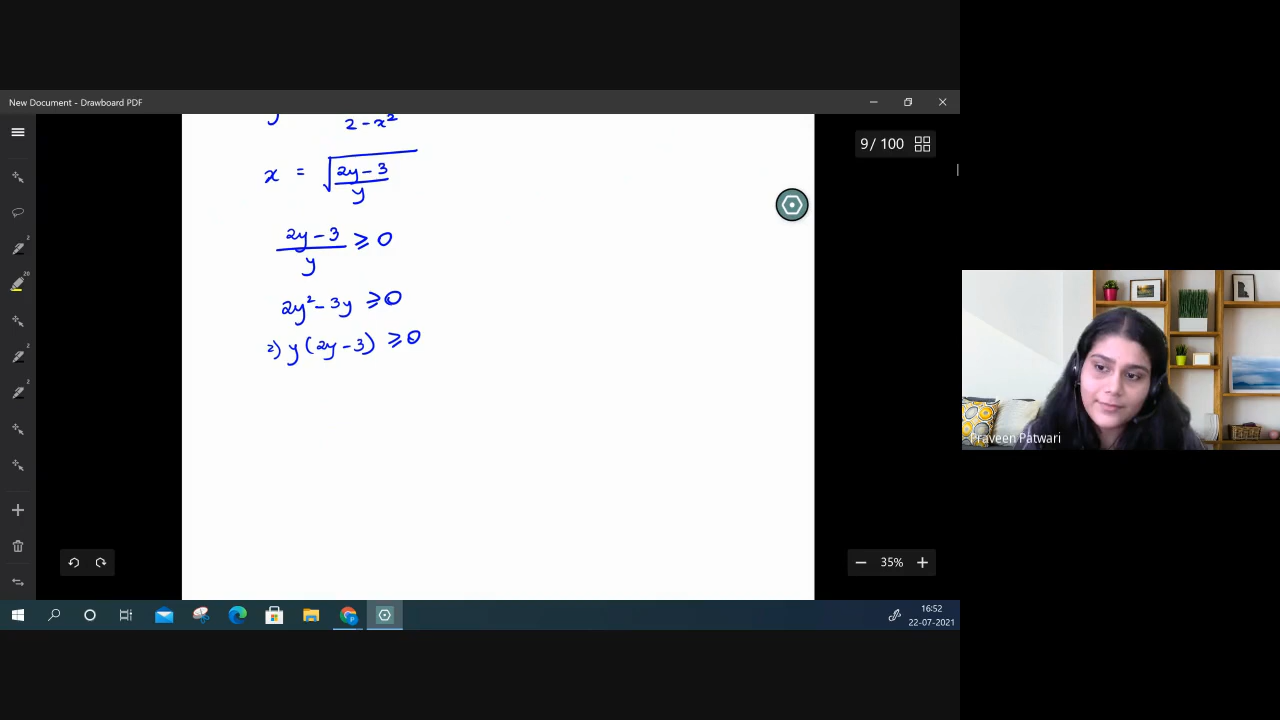 New Document - Drawboard PDF
9 / 100
2 - x²
x = √(2y - 3 / y)
2y - 3 / y ≥ 0
2y² - 3y ≥ 0
2) y (2y - 3) ≥ 0
Praveen Patwari
35%
16:52
22-07-2021